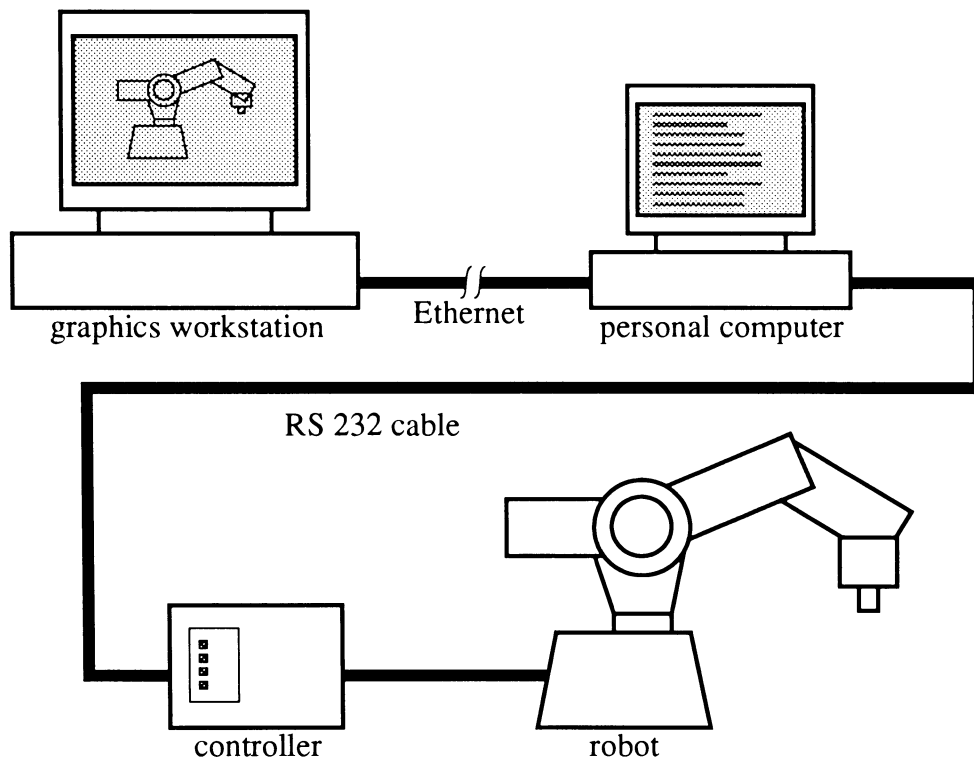 graphics workstation
Ethernet
personal computer
RS 232 cable
controller
robot